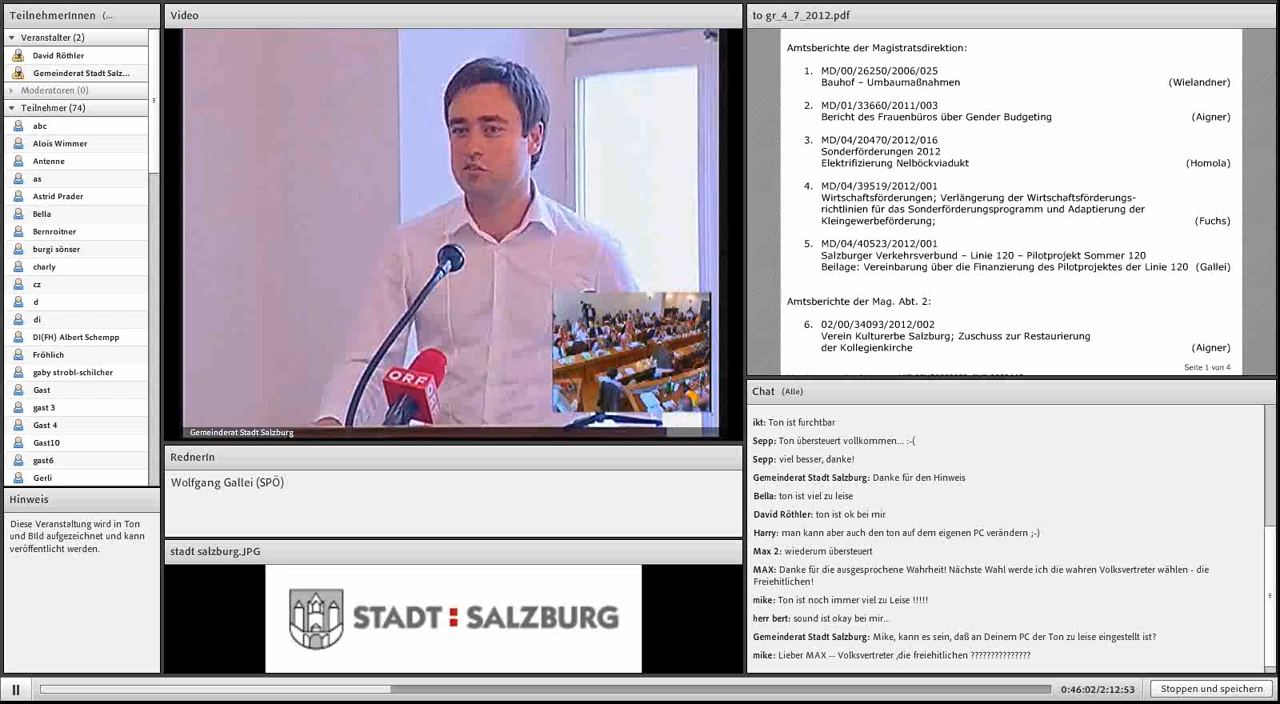 TeilnehmerInnen (...
Veranstalter (2)
David Röthler
Gemeinderat Stadt Salz...
Moderatoren (0)
Teilnehmer (74)
abc
Alois Wimmer
Antenne
as
Astrid Prader
Bella
Bernroitner
burgi sönser
charly
cz
d
di
DI(FH) Albert Schempp
Fröhlich
gaby strobl-schilcher
Gast
gast 3
Gast 4
Gast10
gast6
Gerli
Hinweis
Diese Veranstaltung wird in Ton
und BIld aufgezeichnet und kann
veröffentlicht werden.
Video
ORF
Gemeinderat Stadt Salzburg
RednerIn
Wolfgang Gallei (SPÖ)
stadt salzburg.JPG
STADT : SALZBURG
to gr_4_7_2012.pdf
Amtsberichte der Magistratsdirektion:
1. MD/00/26250/2006/025
Bauhof – Umbaumaßnahmen (Wielandner)
2. MD/01/33660/2011/003
Bericht des Frauenbüros über Gender Budgeting (Aigner)
3. MD/04/20470/2012/016
Sonderförderungen 2012
Elektrifizierung Nelböckviadukt (Homola)
4. MD/04/39519/2012/001
Wirtschaftsförderungen; Verlängerung der Wirtschaftsförderungs-
richtlinien für das Sonderförderungsprogramm und Adaptierung der
Kleingewerbeförderung; (Fuchs)
5. MD/04/40523/2012/001
Salzburger Verkehrsverbund – Linie 120 – Pilotprojekt Sommer 120
Beilage: Vereinbarung über die Finanzierung des Pilotprojektes der Linie 120 (Gallei)
Amtsberichte der Mag. Abt. 2:
6. 02/00/34093/2012/002
Verein Kulturerbe Salzburg; Zuschuss zur Restaurierung
der Kollegienkirche (Aigner)
Seite 1 von 4
Chat (Alle)
ikt: Ton ist furchtbar
Sepp: Ton übersteuert vollkommen... :-(
Sepp: viel besser, danke!
Gemeinderat Stadt Salzburg: Danke für den Hinweis
Bella: ton ist viel zu leise
David Röthler: ton ist ok bei mir
Harry: man kann aber auch den ton auf dem eigenen PC verändern ;-)
Max 2: wiederum übersteuert
MAX: Danke für die ausgesprochene Wahrheit! Nächste Wahl werde ich die wahren Volksvertreter wählen - die
Freiehitlichen!
mike: Ton ist noch immer viel zu Leise !!!!!
herr bert: sound ist okay bei mir...
Gemeinderat Stadt Salzburg: Mike, kann es sein, daß an Deinem PC der Ton zu leise eingestellt ist?
mike: Lieber MAX -- Volksvertreter ,die freiehitlichen ???????????????
0:46:02/2:12:53
Stoppen und speichern